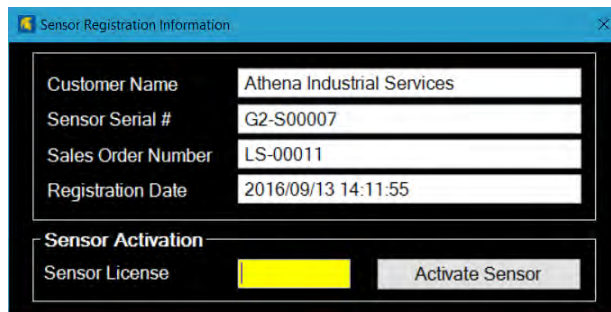 Sensor Registration Information
Customer Name Athena Industrial Services
Sensor Serial # G2-S00007
Sales Order Number LS-00011
Registration Date 2016/09/13 14:11:55
Sensor Activation
Sensor License Activate Sensor